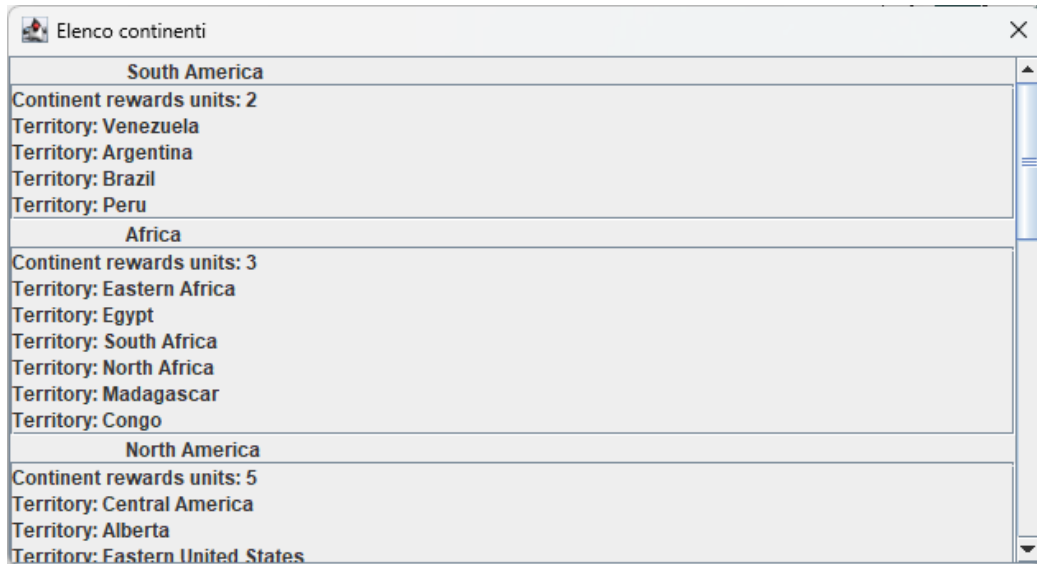 Elenco continenti
South America
Continent rewards units: 2
Territory: Venezuela
Territory: Argentina
Territory: Brazil
Territory: Peru
Africa
Continent rewards units: 3
Territory: Eastern Africa
Territory: Egypt
Territory: South Africa
Territory: North Africa
Territory: Madagascar
Territory: Congo
North America
Continent rewards units: 5
Territory: Central America
Territory: Alberta
Territory: Eastern United States